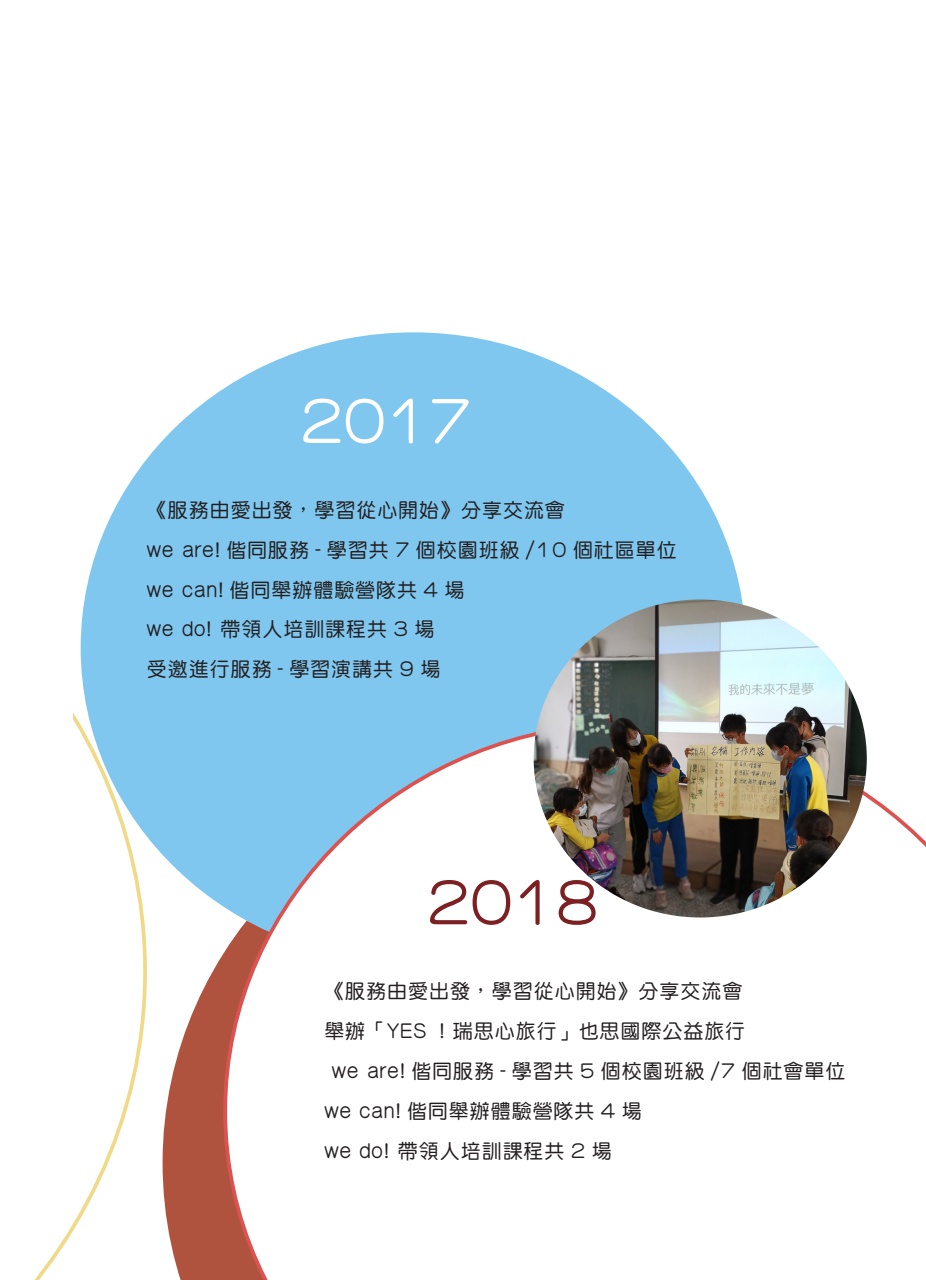 2017
《服務由愛出發，學習從心開始》分享交流會
we are! 偕同服務 - 學習共 7 個校園班級 /10 個社區單位
we can! 偕同舉辦體驗營隊共 4 場
we do! 帶領人培訓課程共 3 場
受邀進行服務 - 學習演講共 9 場
我的未來不是夢
名稱 工作內容
2018
《服務由愛出發，學習從心開始》分享交流會
舉辦「YES ！瑞思心旅行」也思國際公益旅行
we are! 偕同服務 - 學習共 5 個校園班級 /7 個社會單位
we can! 偕同舉辦體驗營隊共 4 場
we do! 帶領人培訓課程共 2 場